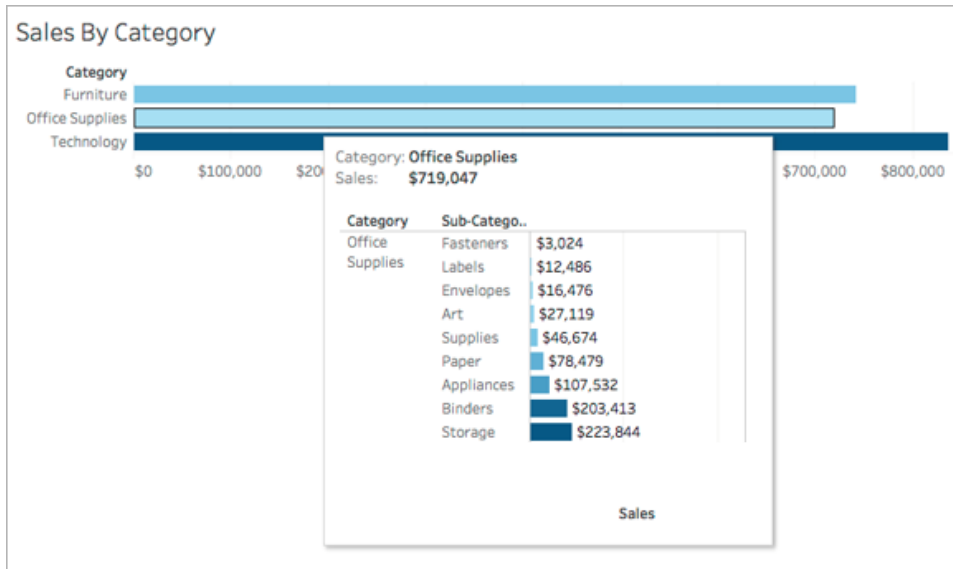 Sales By Category
Category
Furniture
Office Supplies
Technology
$0 $100,000 $20 $700,000 $800,000
Category: Office Supplies
Sales: $719,047
Category Sub-Catego..
Office Supplies Fasteners $3,024
Labels $12,486
Envelopes $16,476
Art $27,119
Supplies $46,674
Paper $78,479
Appliances $107,532
Binders $203,413
Storage $223,844
Sales